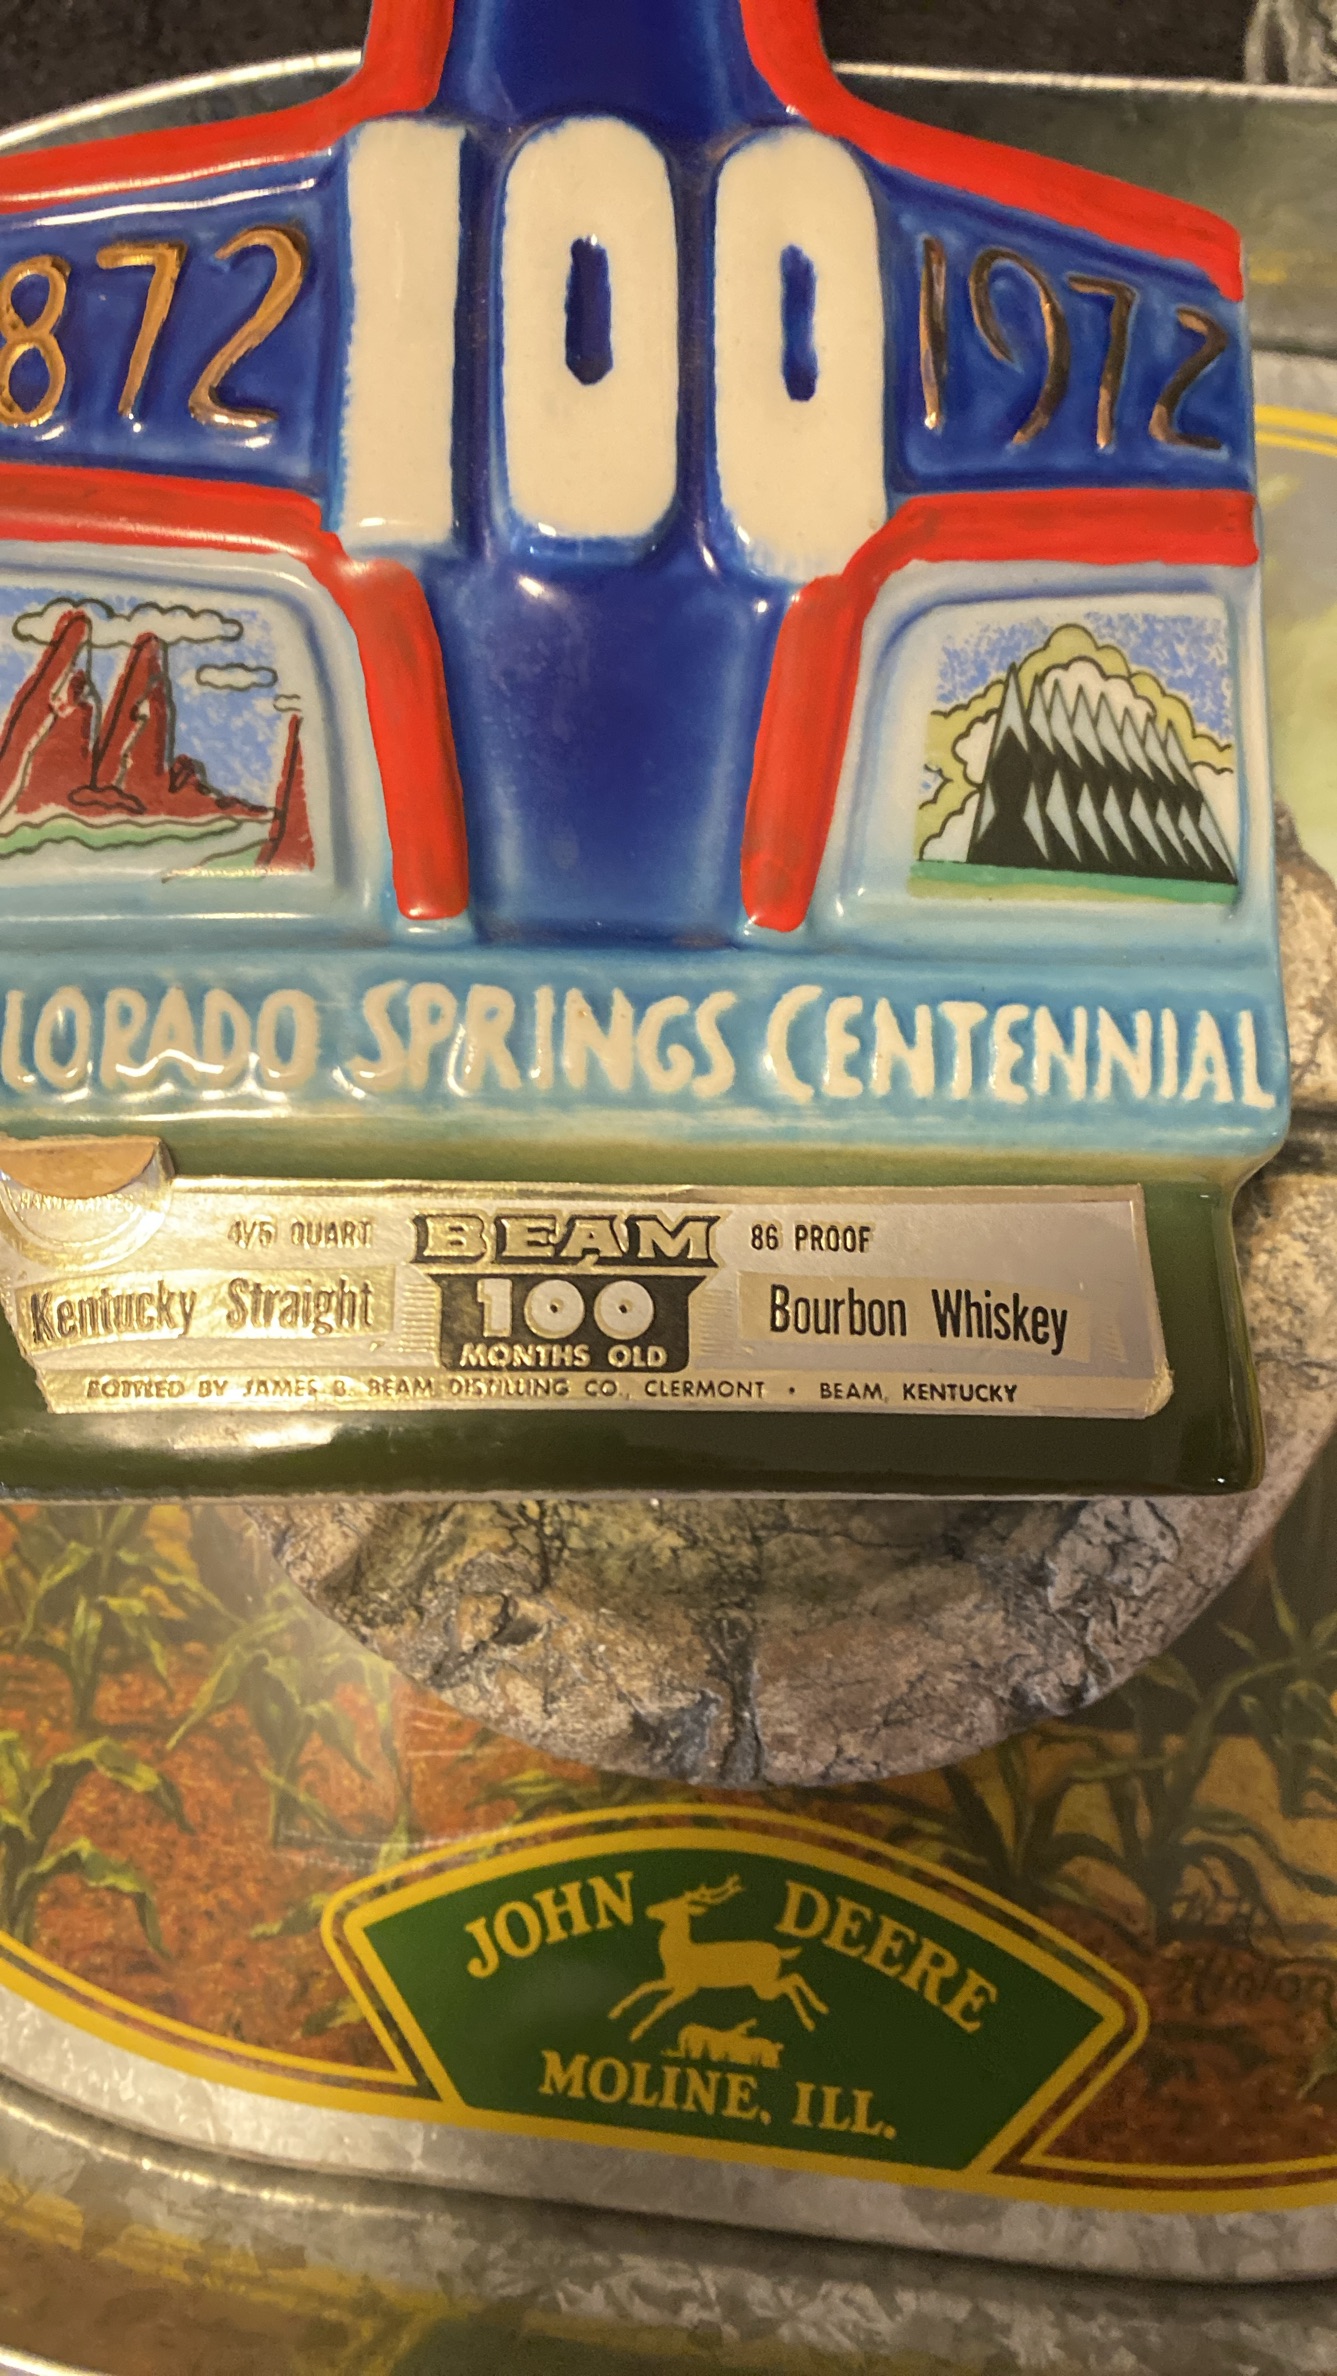 872 100 1972
LORADO SPRINGS CENTENNIAL
HANDCRAFTED
4/5 QUART BEAM 86 PROOF
Kentucky Straight 100 Bourbon Whiskey
MONTHS OLD
BOTTLED BY JAMES B. BEAM DISTILLING CO., CLERMONT • BEAM, KENTUCKY
JOHN DEERE
MOLINE, ILL.